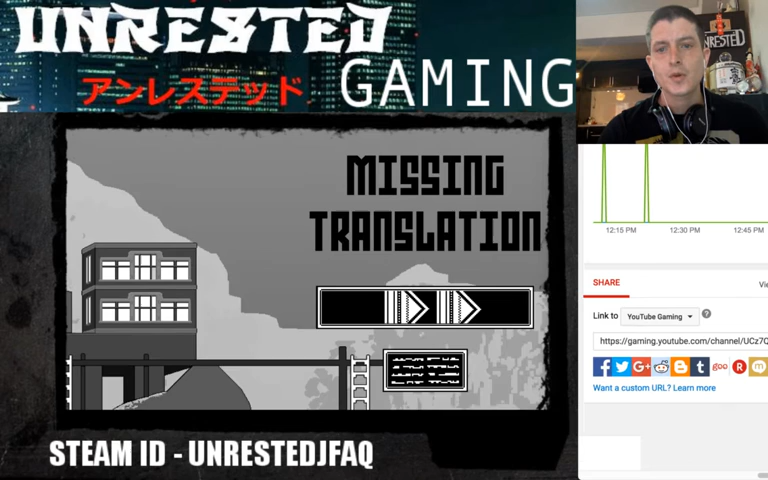 UNRESTED
アンレステッド
GAMING
UNRESTED
MISSING
TRANSLATION
12:15 PM 12:30 PM 12:45 PM
SHARE
Link to YouTube Gaming ?
https://gaming.youtube.com/channel/UCz7Q
Want a custom URL? Learn more
STEAM ID - UNRESTEDJFAQ